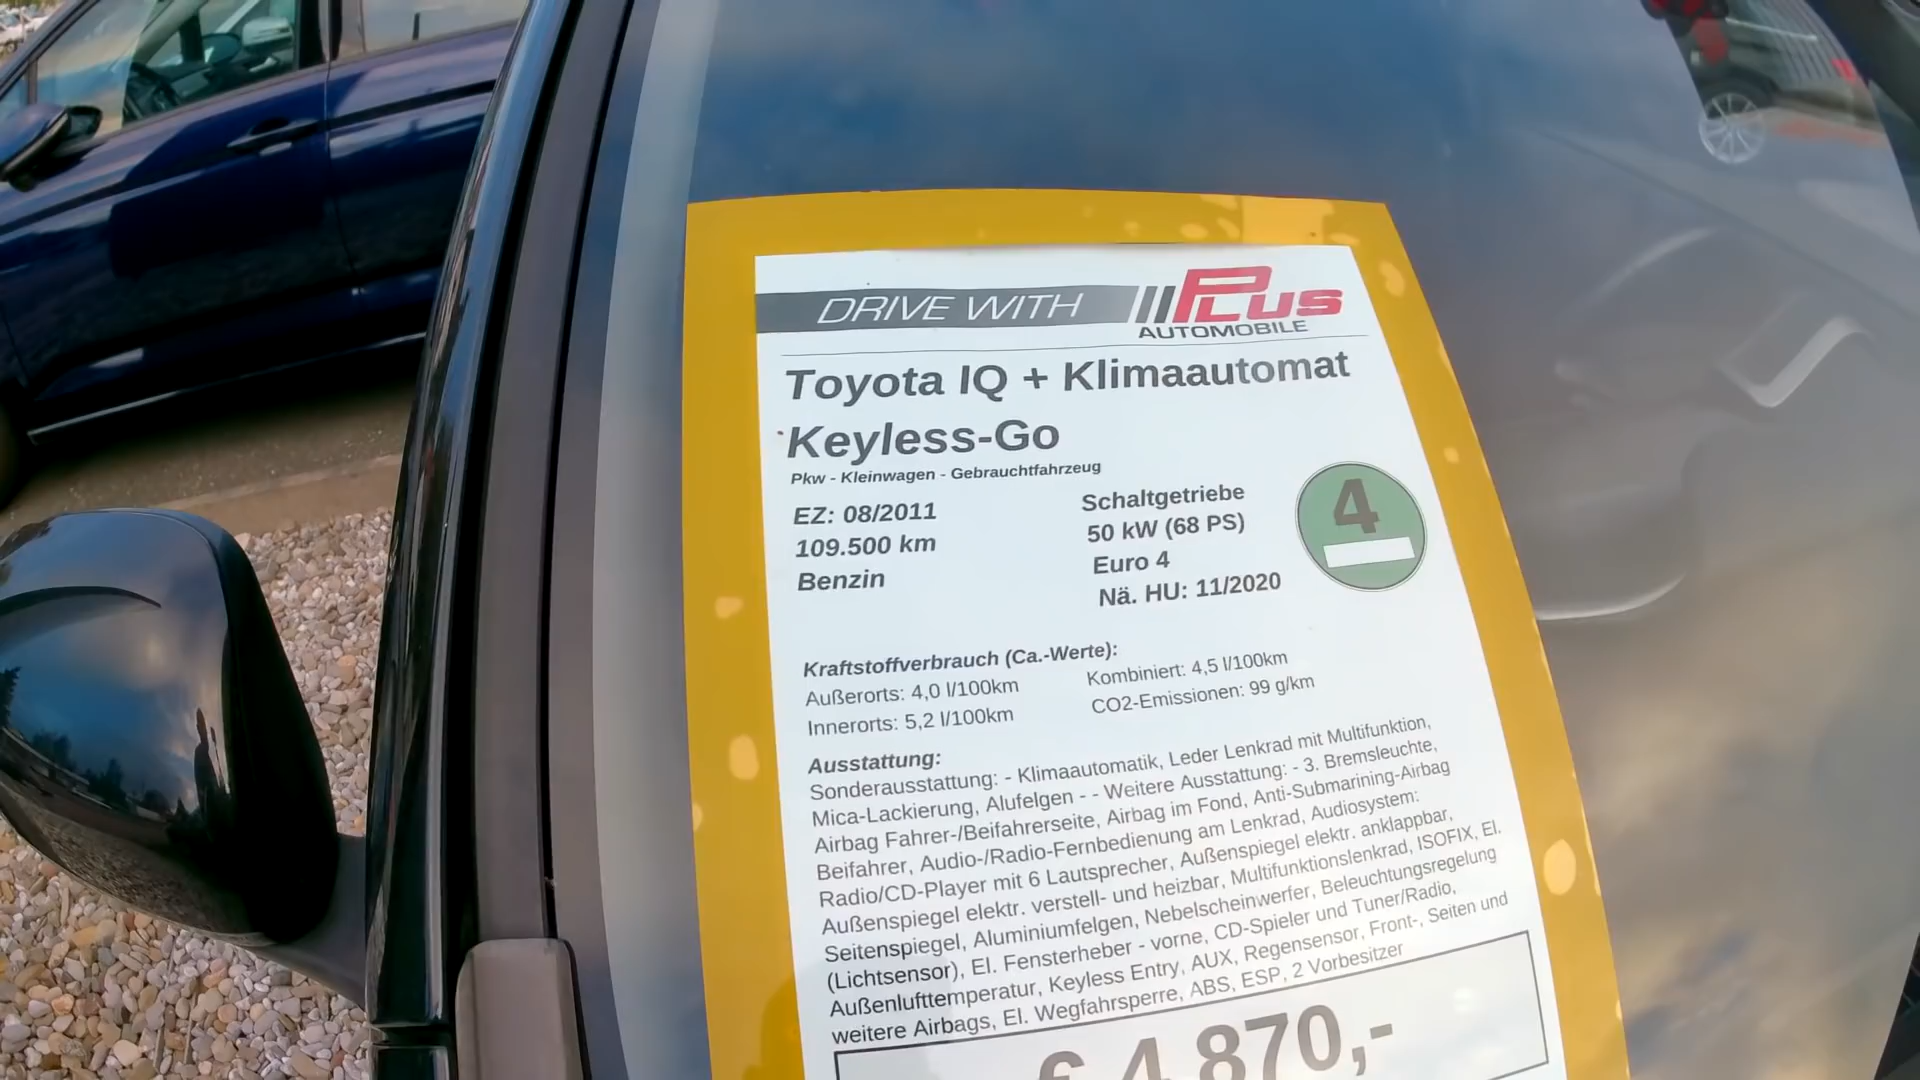 DRIVE WITH PLUS
AUTOMOBILE
Toyota IQ + Klimaautomat
Keyless-Go
Pkw - Kleinwagen - Gebrauchtfahrzeug
EZ: 08/2011
109.500 km
Benzin
Schaltgetriebe
50 kW (68 PS)
Euro 4
Nä. HU: 11/2020
4
Kraftstoffverbrauch (Ca.-Werte):
Außerorts: 4,0 l/100km
Innerorts: 5,2 l/100km
Kombiniert: 4,5 l/100km
CO2-Emissionen: 99 g/km
Ausstattung:
Sonderausstattung: - Klimaautomatik, Leder Lenkrad mit Multifunktion,
Mica-Lackierung, Alufelgen - - Weitere Ausstattung: - 3. Bremsleuchte,
Airbag Fahrer-/Beifahrerseite, Airbag im Fond, Anti-Submarining-Airbag
Beifahrer, Audio-/Radio-Fernbedienung am Lenkrad, Audiosystem:
Radio/CD-Player mit 6 Lautsprecher, Außenspiegel elektr. anklappbar,
Außenspiegel elektr. verstell- und heizbar, Multifunktionslenkrad, ISOFIX, El.
Seitenspiegel, Aluminiumfelgen, Nebelscheinwerfer, Beleuchtungsregelung
(Lichtsensor), El. Fensterheber - vorne, CD-Spieler und Tuner/Radio,
Außenlufttemperatur, Keyless Entry, AUX, Regensensor, Front-, Seiten und
weitere Airbags, El. Wegfahrsperre, ABS, ESP, 2 Vorbesitzer
€ 4.870,-